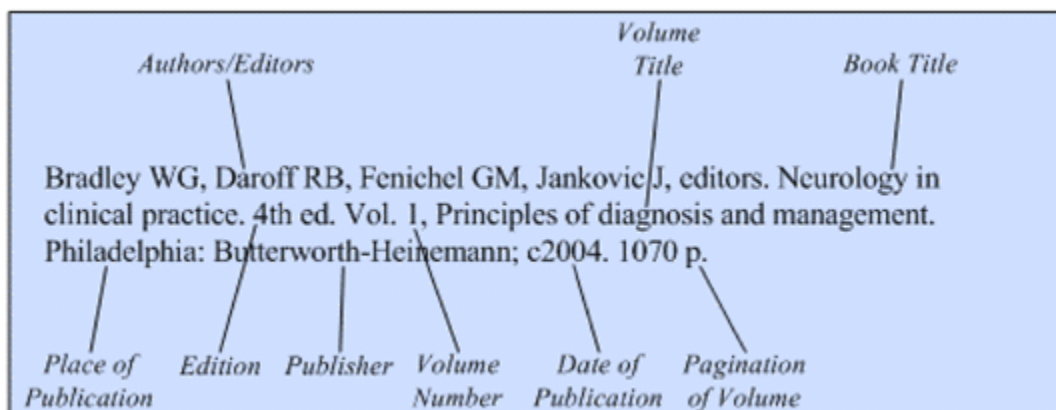 Volume
Authors/Editors Title Book Title
Bradley WG, Daroff RB, Fenichel GM, Jankovic J, editors. Neurology in
clinical practice. 4th ed. Vol. 1, Principles of diagnosis and management.
Philadelphia: Butterworth-Heinemann; c2004. 1070 p.
Place of Edition Publisher Volume Date of Pagination
Publication Number Publication of Volume